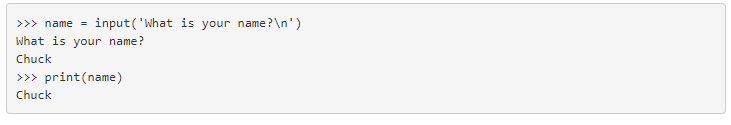 >>> name = input('What is your name?\n')
What is your name?
Chuck
>>> print(name)
Chuck